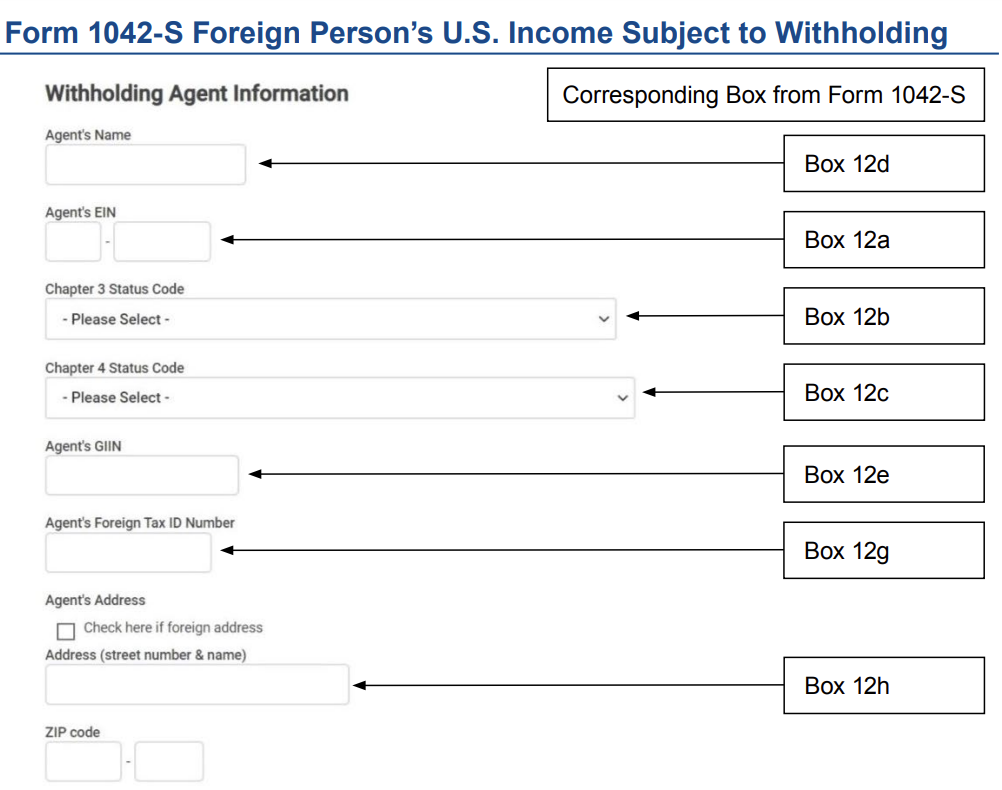 Form 1042-S Foreign Person’s U.S. Income Subject to Withholding
Withholding Agent Information
Corresponding Box from Form 1042-S
Agent's Name
Box 12d
Agent's EIN
-
Box 12a
Chapter 3 Status Code
- Please Select -
Box 12b
Chapter 4 Status Code
- Please Select -
Box 12c
Agent's GIIN
Box 12e
Agent's Foreign Tax ID Number
Box 12g
Agent's Address
Check here if foreign address
Address (street number & name)
Box 12h
ZIP code
-